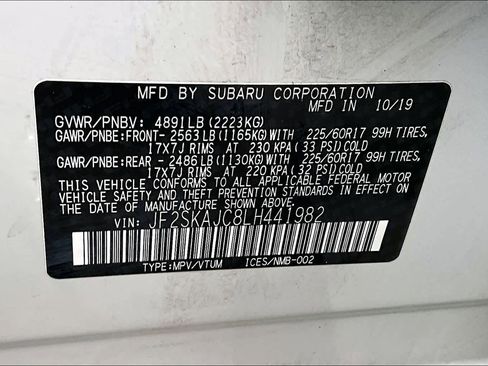 MFD BY SUBARU CORPORATION
MFD IN 10/19
GVWR/PNBV: 4891LB (2223KG)
GAWR/PNBE:FRONT-2563LB(1165KG)WITH 225/60R17 99H TIRES,
17X7J RIMS AT 230 KPA (33 PSI)COLD
GAWR/PNBE:REAR -2486LB(1130KG)WITH 225/60R17 99H TIRES,
17X7J RIMS AT 220 KPA (32 PSI)COLD
THIS VEHICLE CONFORMS TO ALL APPLICABLE FEDERAL MOTOR
VEHICLE SAFETY AND THEFT PREVENTION STANDARDS
IN EFFECT ON THE DATE OF MANUFACTURE SHOWN ABOVE.
VIN: JF2SKAJC8LH441982
TYPE:MPV/VTUM ICES/NMB-002